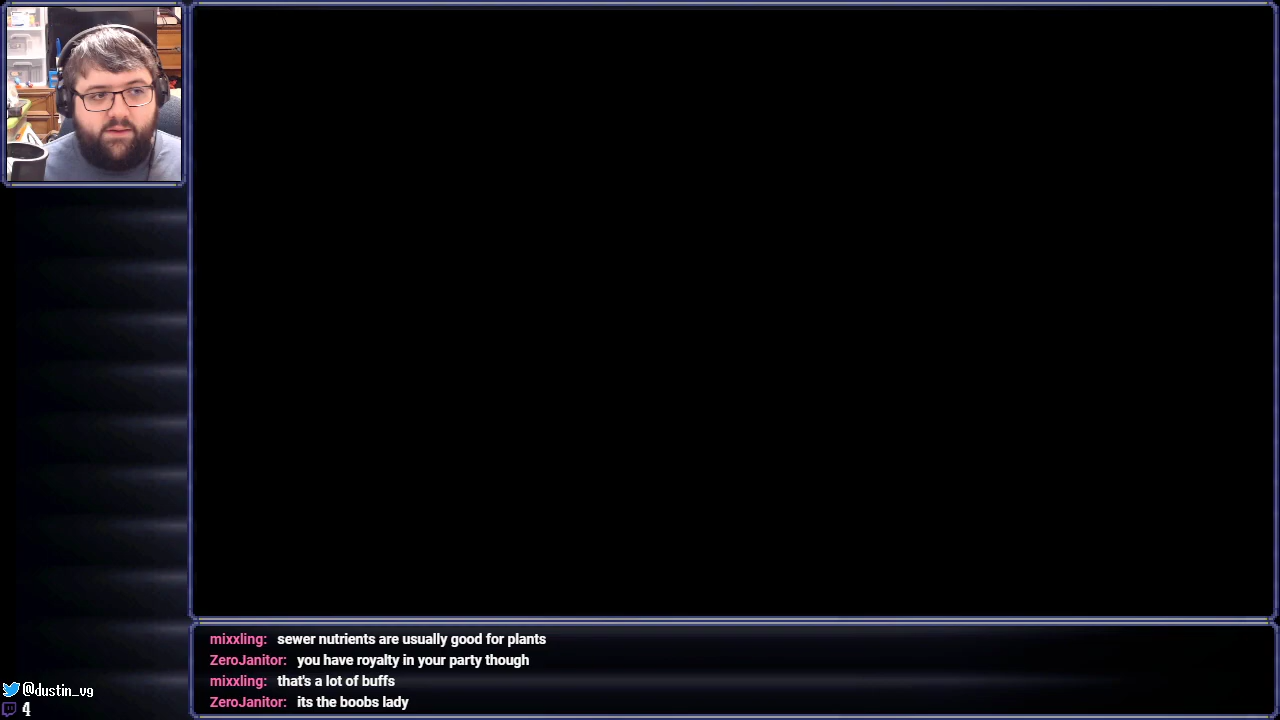 mixxling: sewer nutrients are usually good for plants
ZeroJanitor: you have royalty in your party though
mixxling: that's a lot of buffs
ZeroJanitor: its the boobs lady
@dustin_vg
4